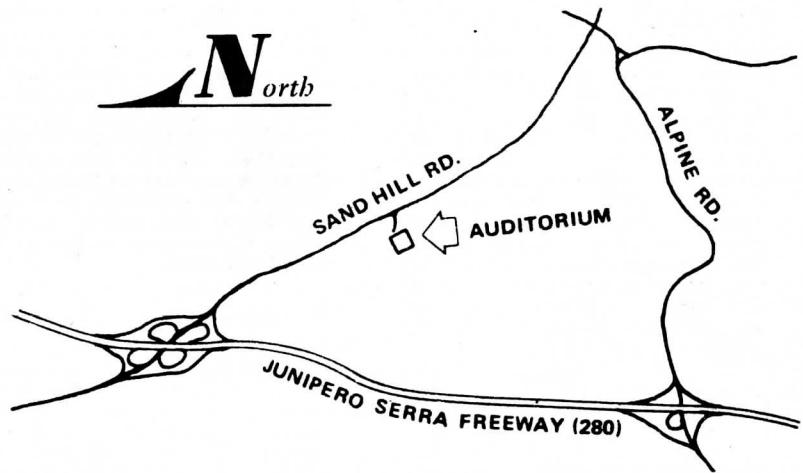 North
SAND HILL RD.
ALPINE RD.
AUDITORIUM
JUNIPERO SERRA FREEWAY (280)